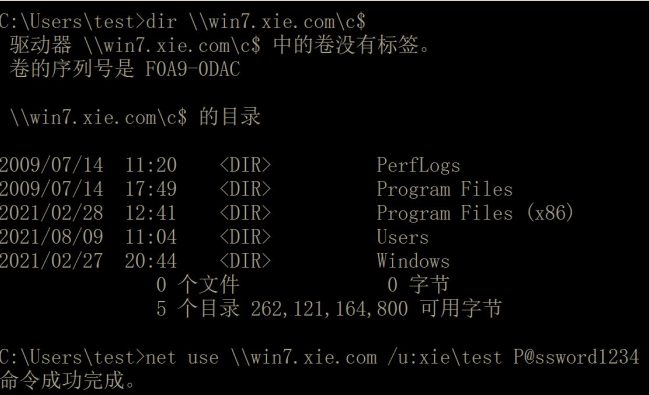 C:\Users\test>dir \\win7.xie.com\c$
驱动器 \\win7.xie.com\c$ 中的卷没有标签。
卷的序列号是 F0A9-0DAC
\\win7.xie.com\c$ 的目录
2009/07/14 11:20 <DIR> PerfLogs
2009/07/14 17:49 <DIR> Program Files
2021/02/28 12:41 <DIR> Program Files (x86)
2021/08/09 11:04 <DIR> Users
2021/02/27 20:44 <DIR> Windows
0 个文件 0 字节
5 个目录 262,121,164,800 可用字节
C:\Users\test>net use \\win7.xie.com /u:xie\test P@ssword1234
命令成功完成。